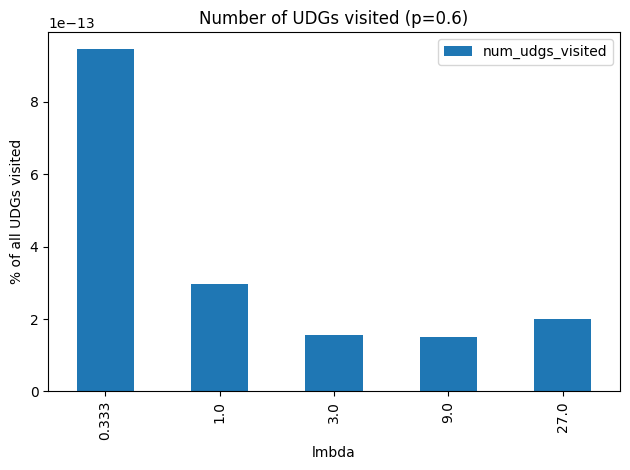 Number of UDGs visited (p=0.6)
1e−13
num_udgs_visited
% of all UDGs visited
8
6
4
2
0
0.333
1.0
3.0
9.0
27.0
lmbda